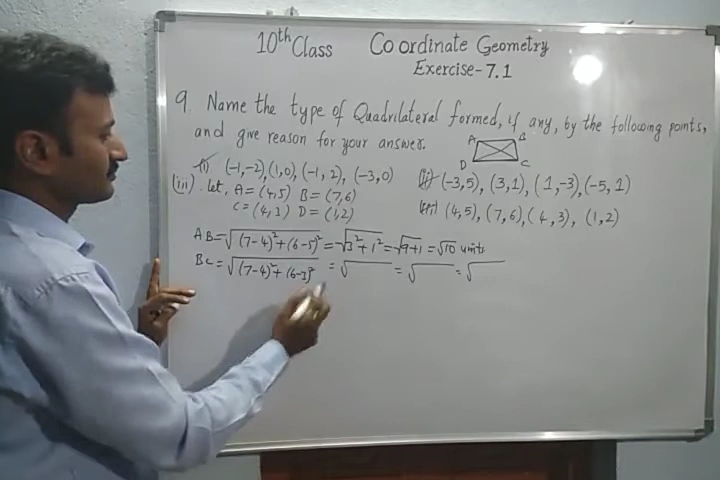 10th Class Coordinate Geometry
Exercise-7.1
9. Name the type of Quadrilateral formed, if any, by the following points,
and give reason for your answer.
A B
D C
(i) (-1,-2)(1,0), (-1,2), (-3,0) (ii) (-3,5), (3,1), (1,-3), (-5,1)
(iii). Let, A = (4,5) B = (7,6) (iii) (4,5), (7,6), (4,3), (1,2)
C = (4,3) D = (1,2)
AB = √(7-4)²+(6-5)² = √3²+1² = √9+1 = √10 units
BC = √(7-4)²+(6-3)² = √ = √ = √